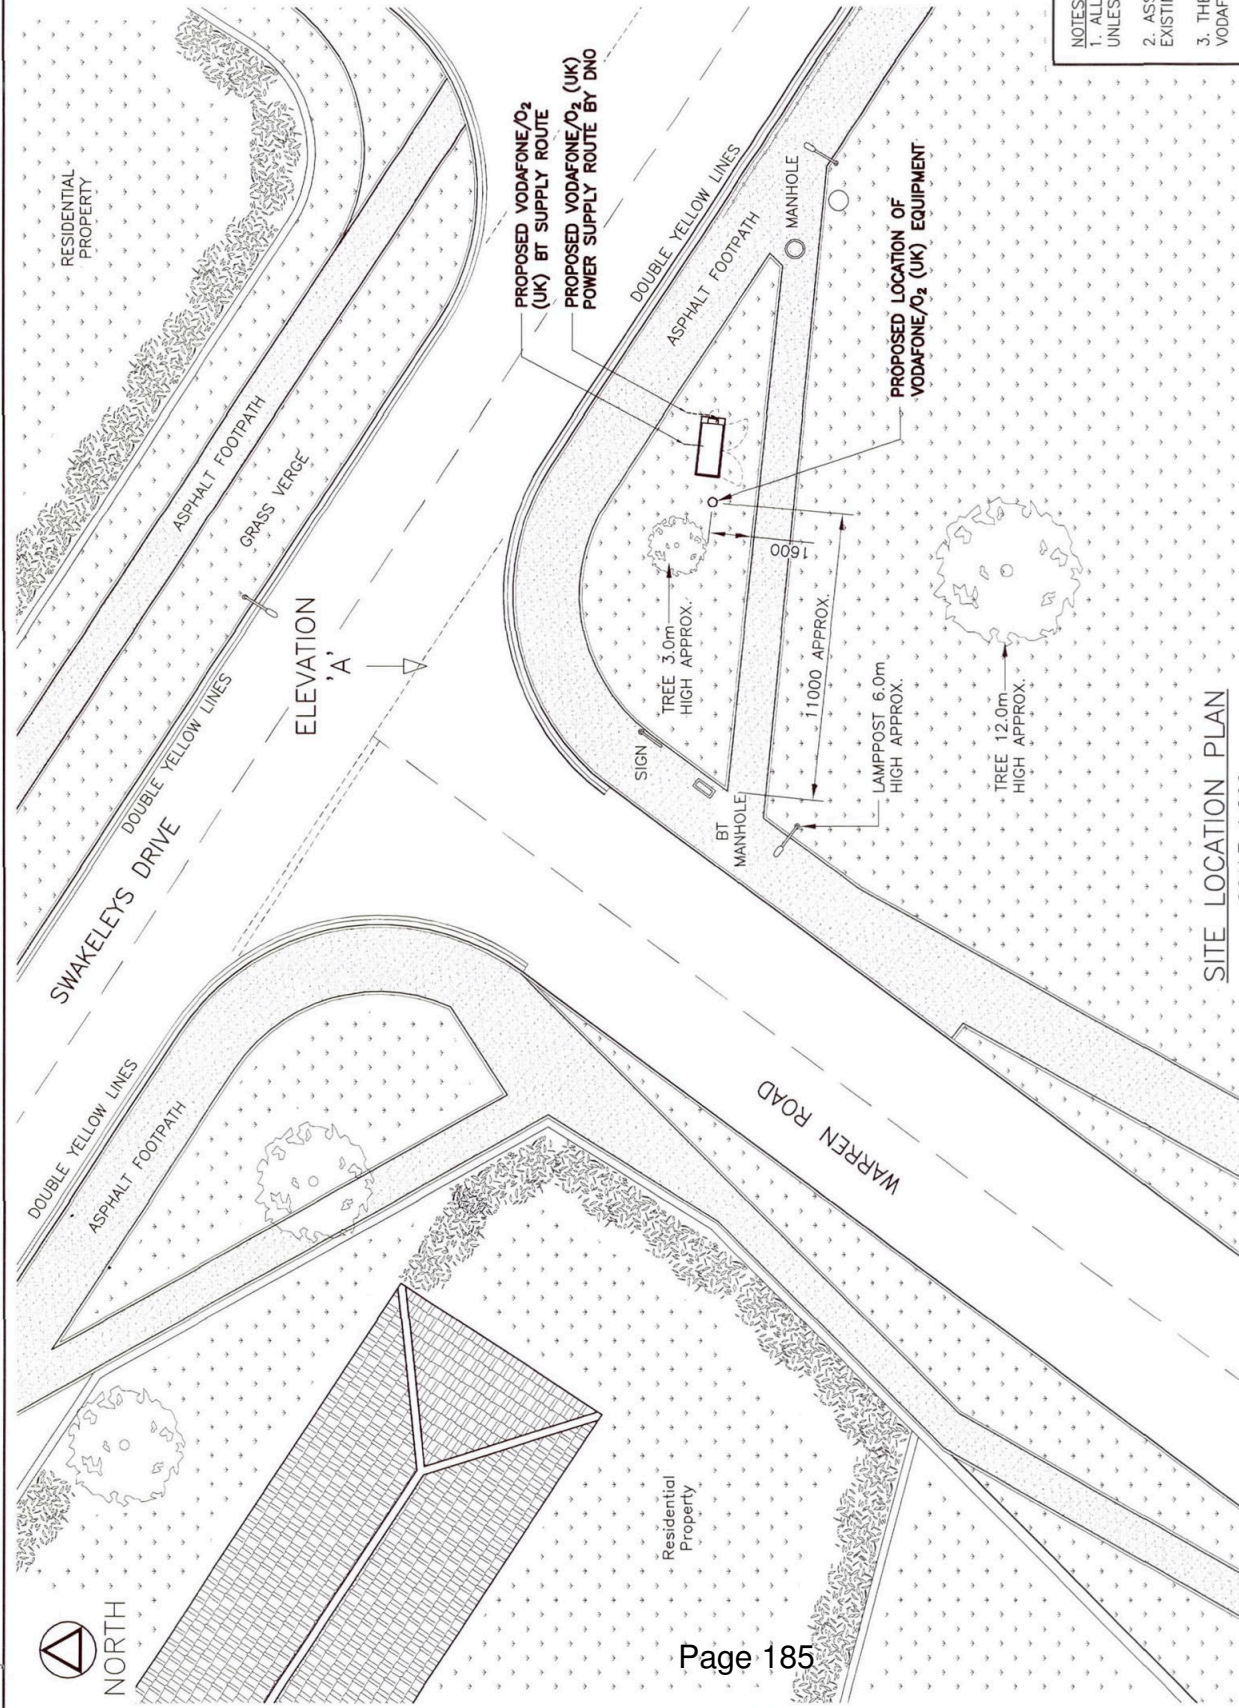 NORTH
RESIDENTIAL
PROPERTY
SWAKELEYS DRIVE
DOUBLE YELLOW LINES
ASPHALT FOOTPATH
DOUBLE YELLOW LINES
ASPHALT FOOTPATH
GRASS VERGE
ELEVATION
'A'
PROPOSED VODAFONE/O₂
(UK) BT SUPPLY ROUTE
PROPOSED VODAFONE/O₂ (UK)
POWER SUPPLY ROUTE BY DNO
DOUBLE YELLOW LINES
ASPHALT FOOTPATH
MANHOLE
PROPOSED LOCATION OF
VODAFONE/O₂ (UK) EQUIPMENT
TREE 3.0m
HIGH APPROX.
1600
11000 APPROX.
SIGN
BT
MANHOLE
LAMPPOST 6.0m
HIGH APPROX.
TREE 12.0m
HIGH APPROX.
WARREN ROAD
Residential
Property
SITE LOCATION PLAN
NOTES
1. ALL
UNLES
2. ASS
EXISTI
3. THE
VODAF
Page 185